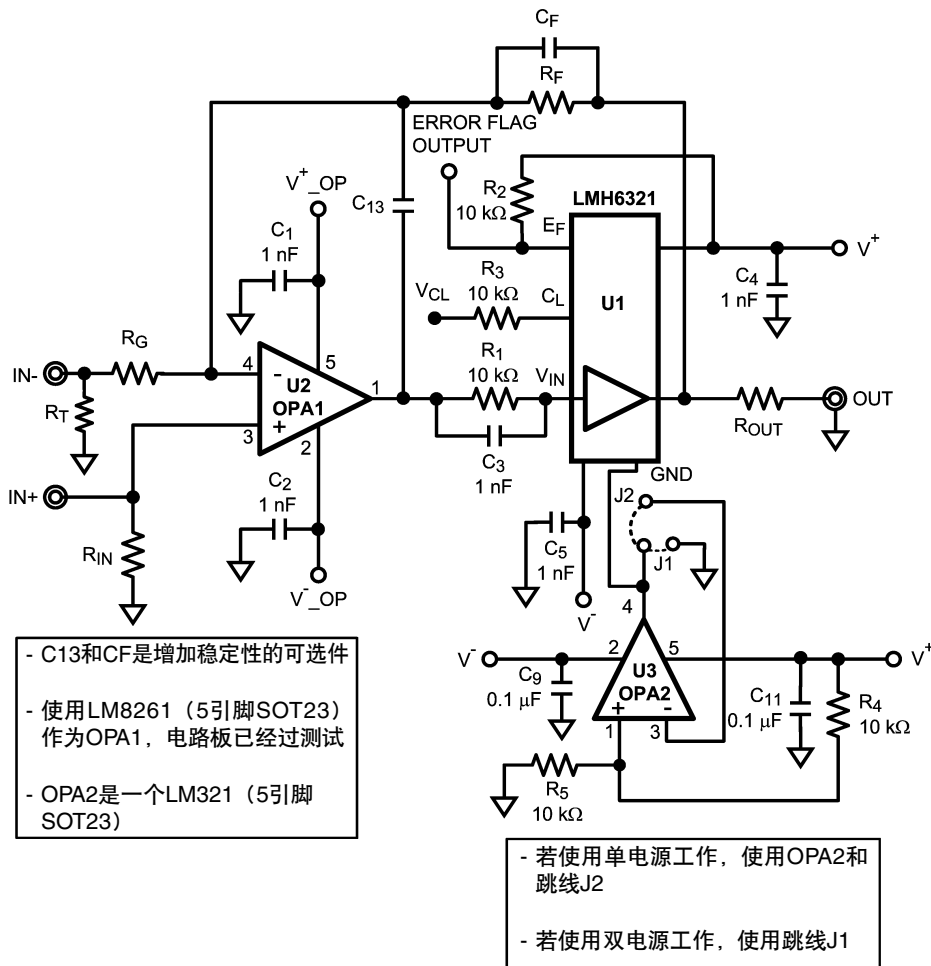 CF
RF
ERROR FLAG
OUTPUT
V+_OP
C13
R2
10 kΩ
LMH6321
EF
V+
C1
1 nF
R3
10 kΩ
VCL
CL
U1
C4
1 nF
RG
IN-
4
-
5
U2
OPA1
1
R1
10 kΩ
VIN
OUT
RT
+
3
2
C3
1 nF
ROUT
GND
IN+
C2
1 nF
J2
RIN
C5
1 nF
J1
V-_OP
V-
4
V-
2
5
V+
U3
OPA2
C9
0.1 μF
+
-
C11
0.1 μF
R4
10 kΩ
1
3
R5
10 kΩ
- C13和CF是增加稳定性的可选件
- 使用LM8261（5引脚SOT23）
作为OPA1，电路板已经过测试
- OPA2是一个LM321（5引脚
SOT23）
- 若使用单电源工作，使用OPA2和
跳线J2
- 若使用双电源工作，使用跳线J1